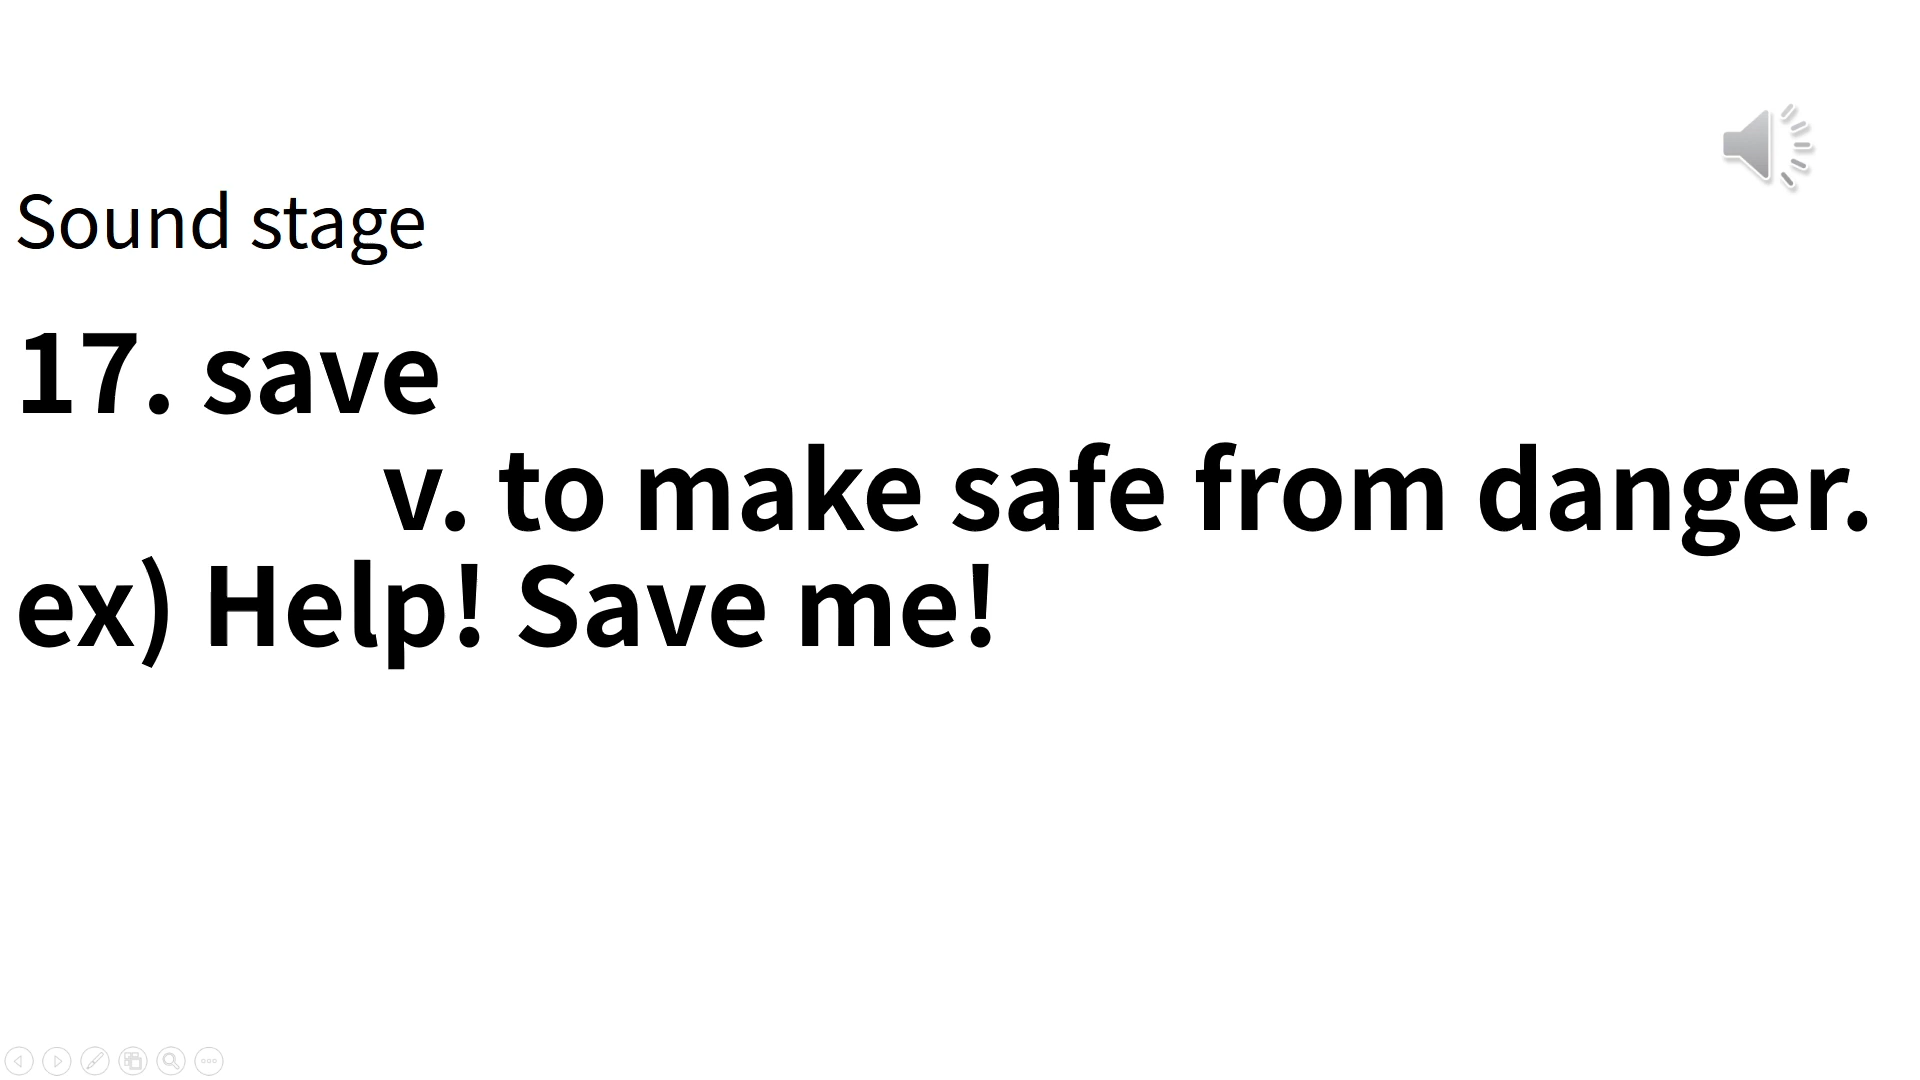 Sound stage
17. save
v. to make safe from danger.
ex) Help! Save me!